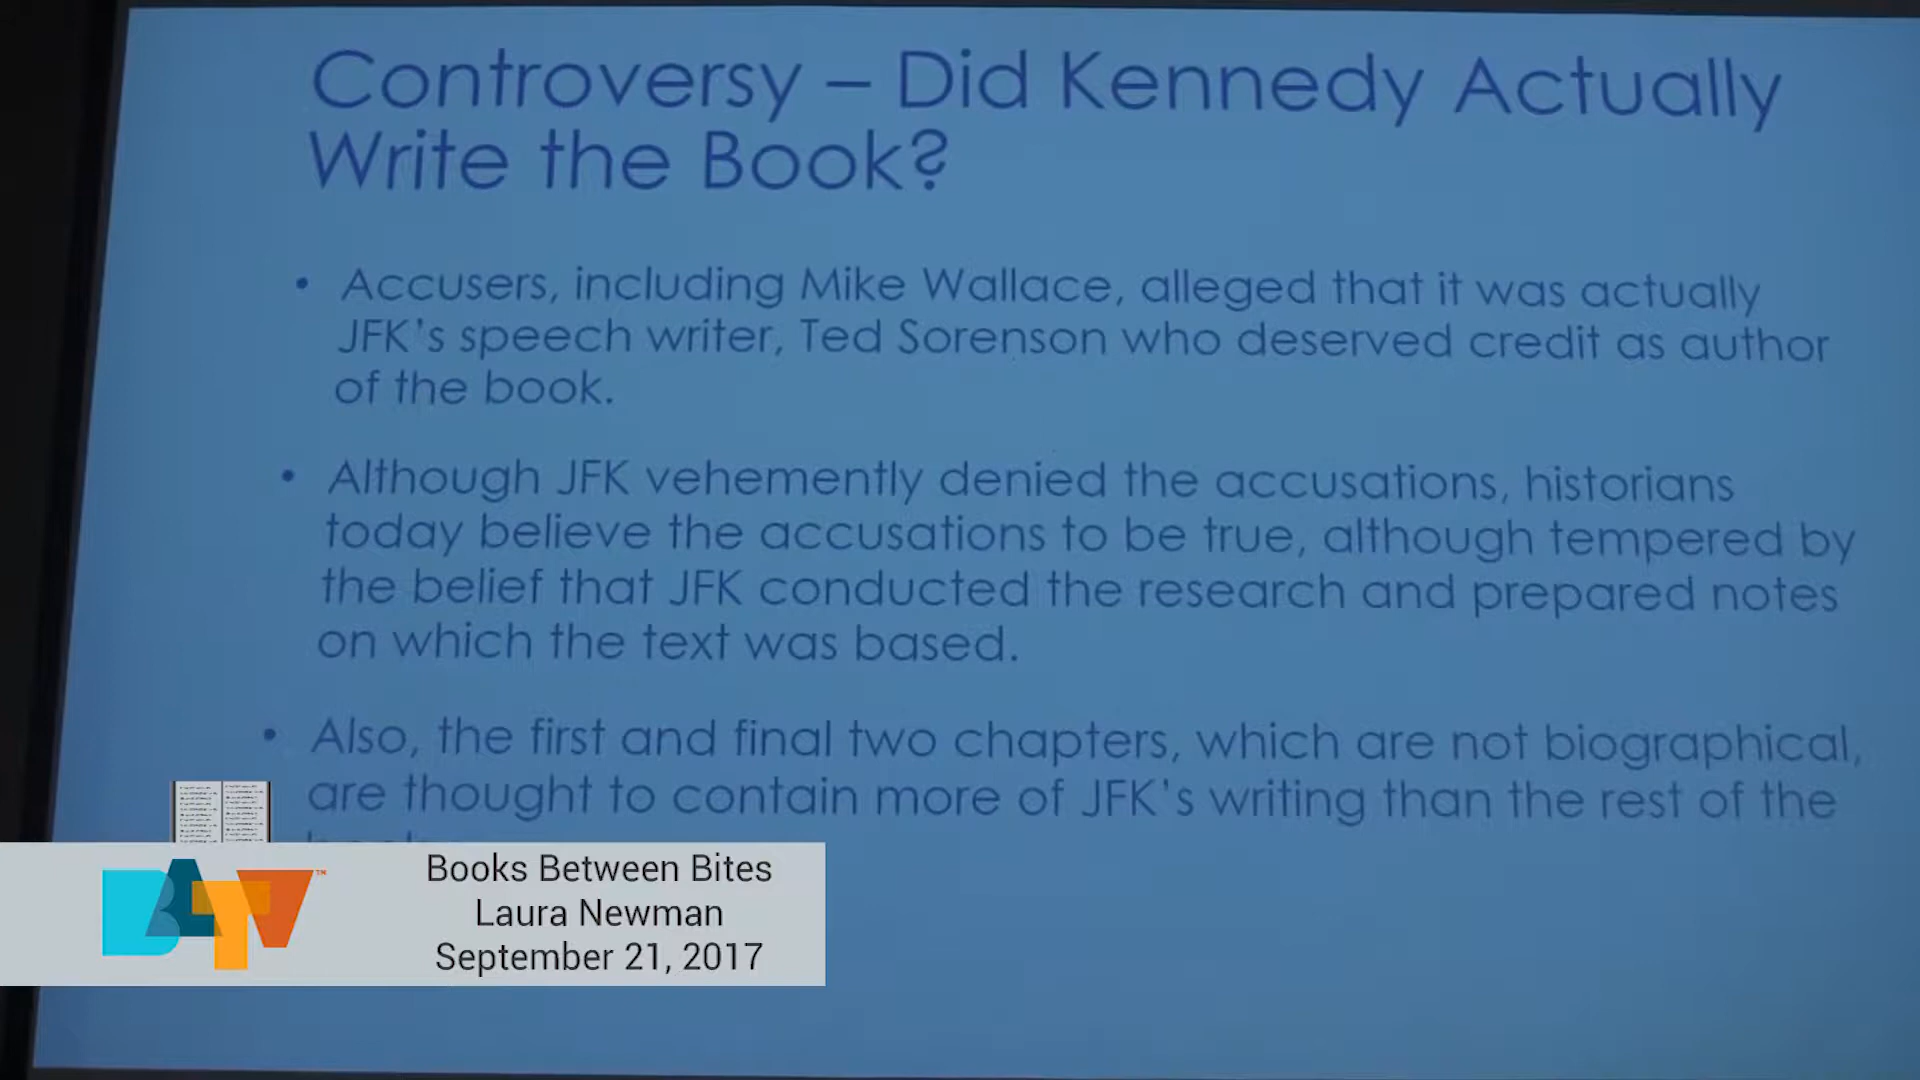 Controversy – Did Kennedy Actually
Write the Book?
• Accusers, including Mike Wallace, alleged that it was actually
JFK's speech writer, Ted Sorenson who deserved credit as author
of the book.
• Although JFK vehemently denied the accusations, historians
today believe the accusations to be true, although tempered by
the belief that JFK conducted the research and prepared notes
on which the text was based.
• Also, the first and final two chapters, which are not biographical,
are thought to contain more of JFK's writing than the rest of the
BATV™
Books Between Bites
Laura Newman
September 21, 2017